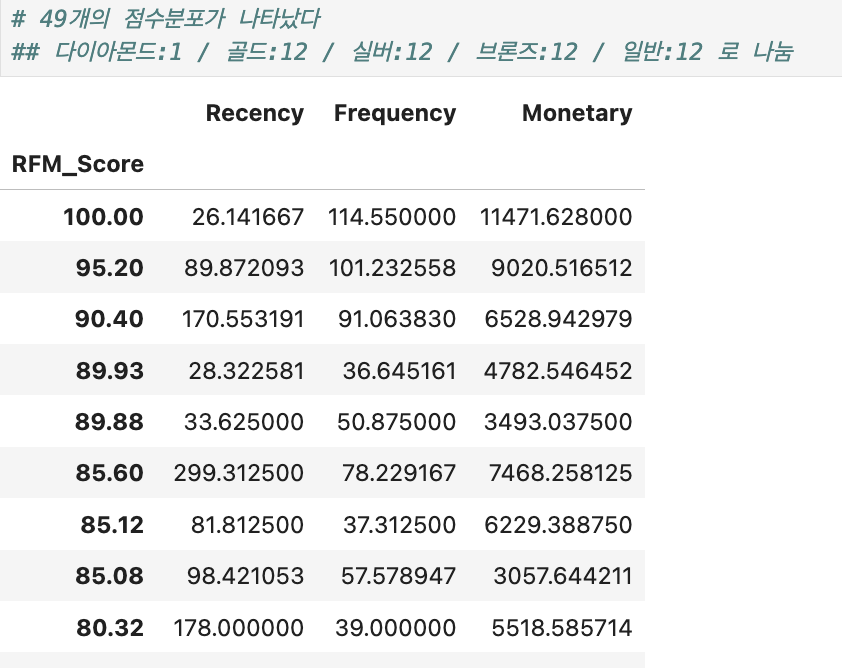 # 49개의 점수분포가 나타났다
## 다이아몬드:1 / 골드:12 / 실버:12 / 브론즈:12 / 일반:12 로 나눔
Recency Frequency Monetary
RFM_Score
100.00 26.141667 114.550000 11471.628000
95.20 89.872093 101.232558 9020.516512
90.40 170.553191 91.063830 6528.942979
89.93 28.322581 36.645161 4782.546452
89.88 33.625000 50.875000 3493.037500
85.60 299.312500 78.229167 7468.258125
85.12 81.812500 37.312500 6229.388750
85.08 98.421053 57.578947 3057.644211
80.32 178.000000 39.000000 5518.585714